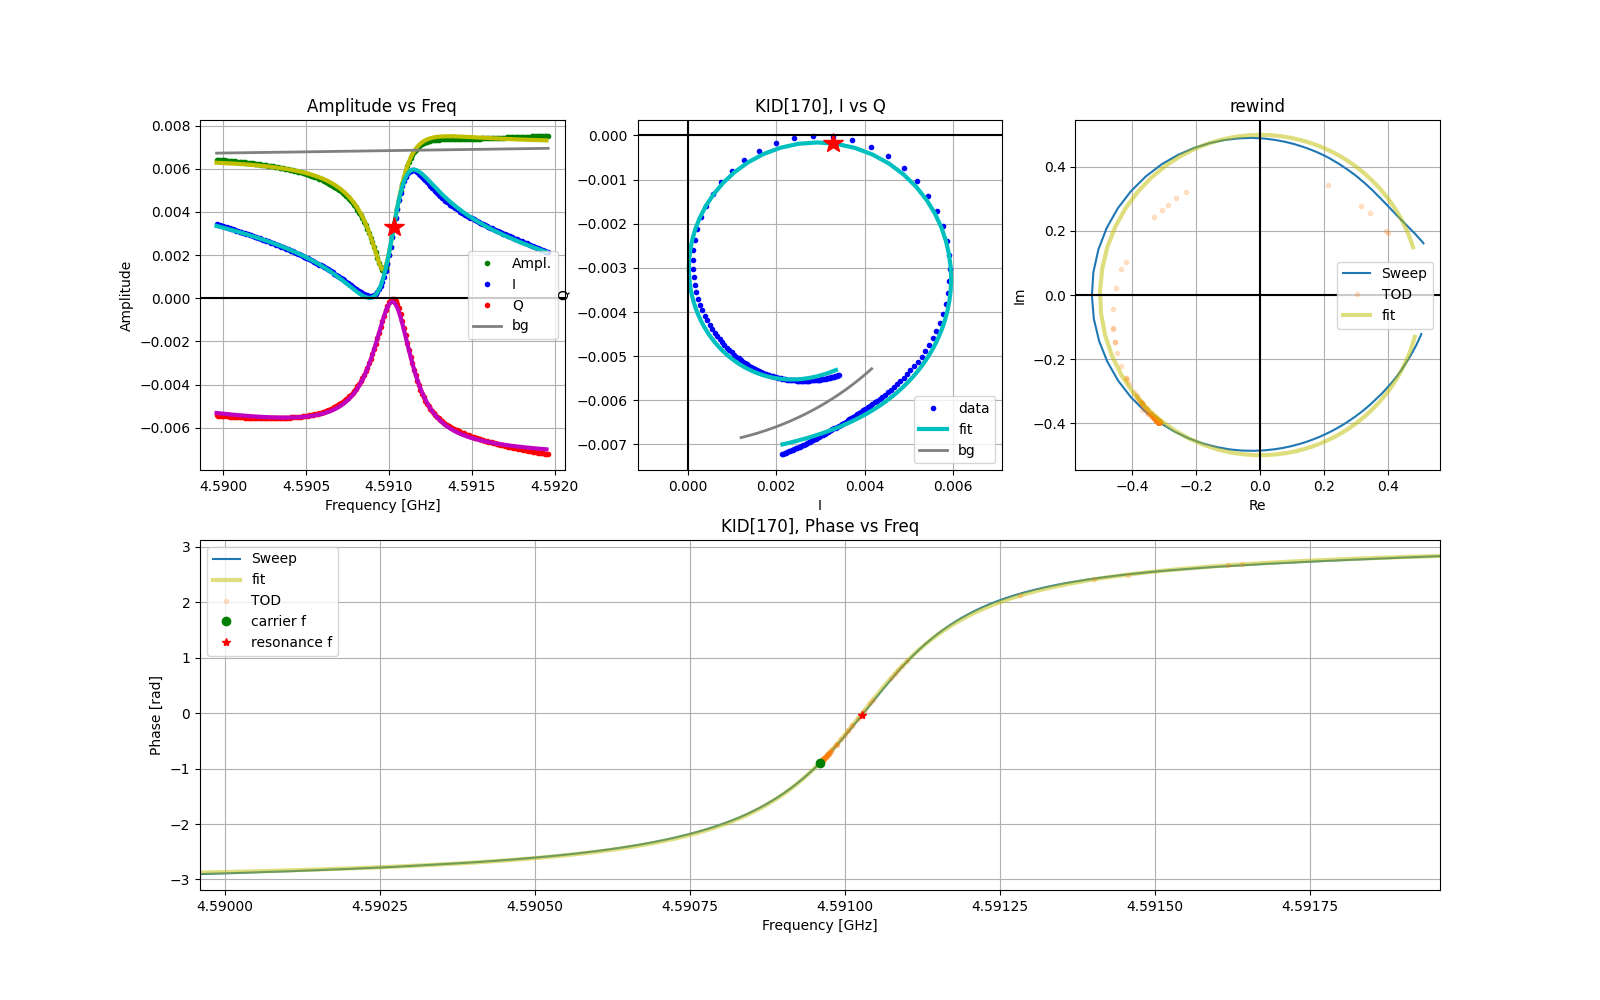 Amplitude vs Freq
0.008
0.006
0.004
0.002
0.000
−0.002
−0.004
−0.006
Amplitude
4.5900
4.5905
4.5910
4.5915
4.5920
Frequency [GHz]
Ampl.
I
Q
bg
KID[170], I vs Q
0.000
−0.001
−0.002
−0.003
−0.004
−0.005
−0.006
−0.007
Q
0.000
0.002
0.004
0.006
I
data
fit
bg
rewind
0.4
0.2
0.0
−0.2
−0.4
Im
−0.4
−0.2
0.0
0.2
0.4
Re
Sweep
TOD
fit
KID[170], Phase vs Freq
3
2
1
0
−1
−2
−3
Phase [rad]
Sweep
fit
TOD
carrier f
resonance f
4.59000
4.59025
4.59050
4.59075
4.59100
4.59125
4.59150
4.59175
Frequency [GHz]